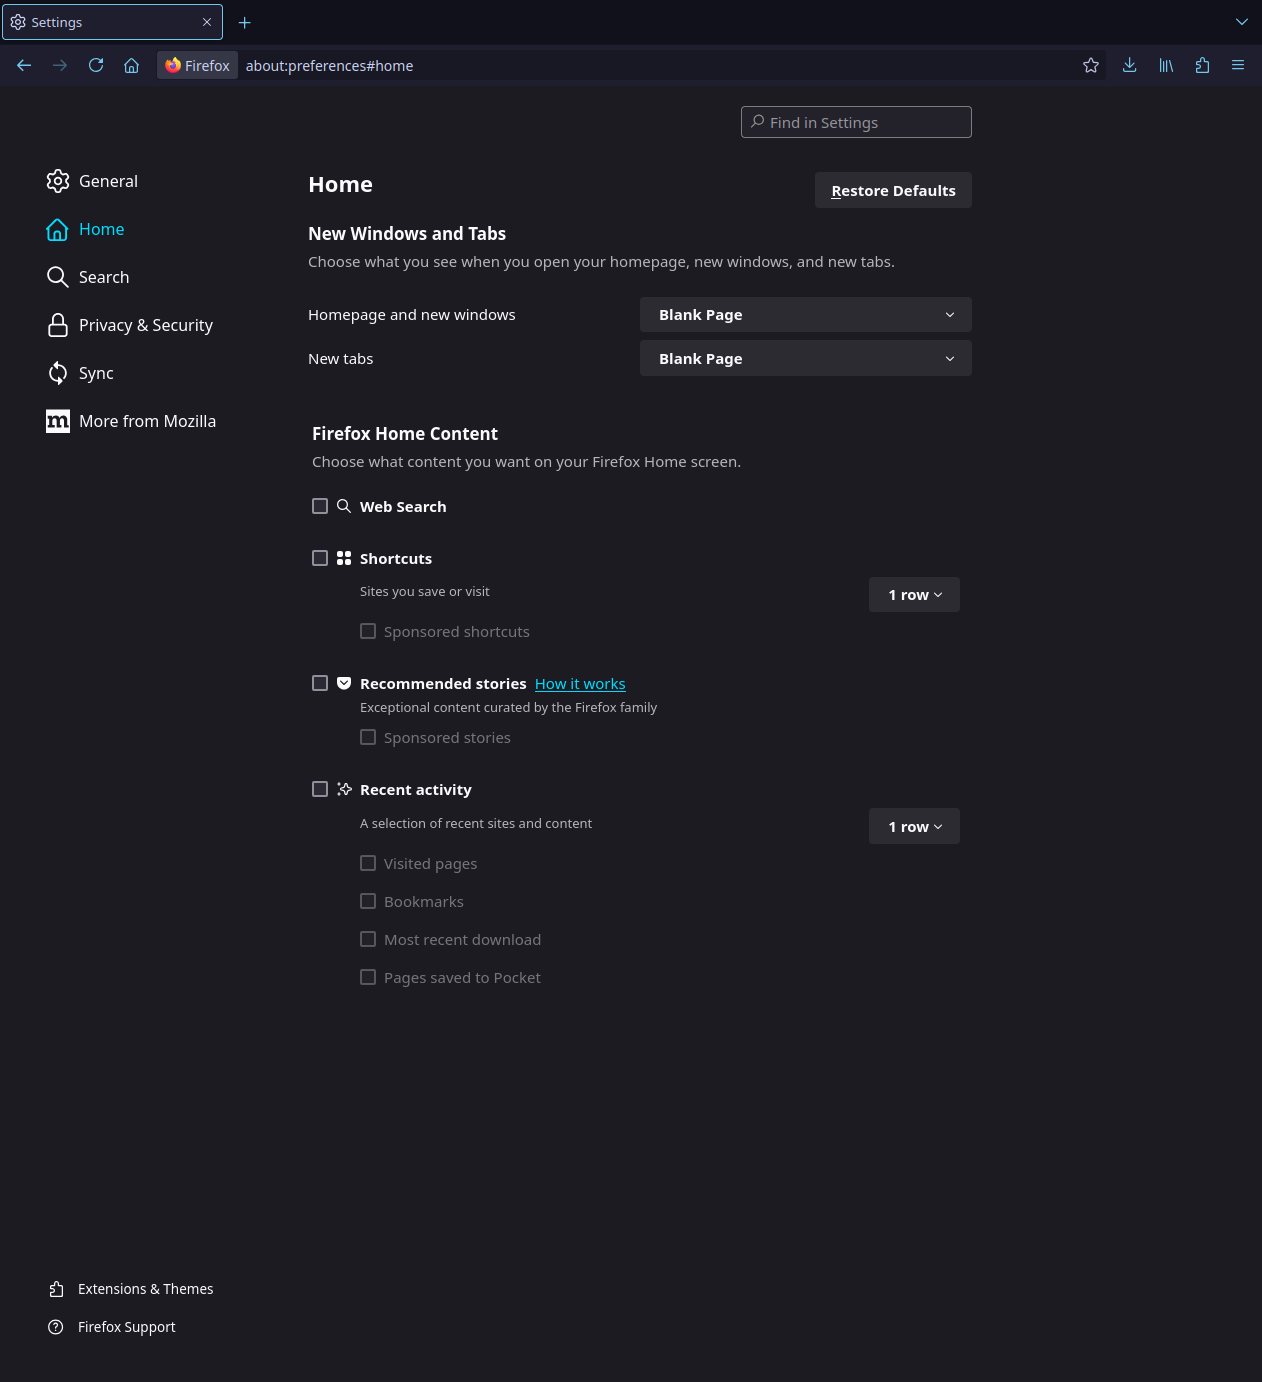 Settings
Firefox about:preferences#home
Find in Settings
General
Home
Search
Privacy & Security
Sync
m More from Mozilla
Home
Restore Defaults
New Windows and Tabs
Choose what you see when you open your homepage, new windows, and new tabs.
Homepage and new windows Blank Page
New tabs Blank Page
Firefox Home Content
Choose what content you want on your Firefox Home screen.
Web Search
Shortcuts
Sites you save or visit 1 row
Sponsored shortcuts
Recommended stories How it works
Exceptional content curated by the Firefox family
Sponsored stories
Recent activity
A selection of recent sites and content 1 row
Visited pages
Bookmarks
Most recent download
Pages saved to Pocket
Extensions & Themes
Firefox Support